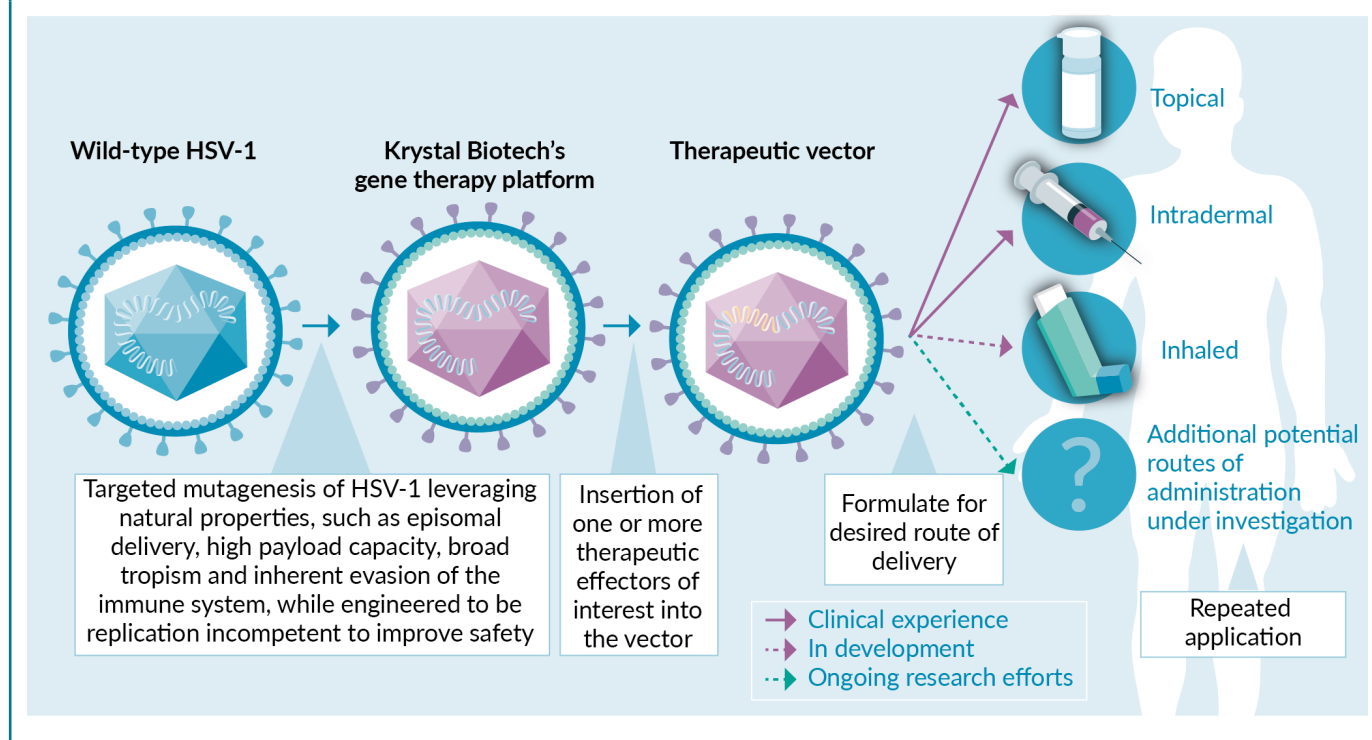 Wild-type HSV-1
Krystal Biotech's
gene therapy platform
Therapeutic vector
Topical
Intradermal
Inhaled
?
Additional potential
routes of
administration
under investigation
Targeted mutagenesis of HSV-1 leveraging
natural properties, such as episomal
delivery, high payload capacity, broad
tropism and inherent evasion of the
immune system, while engineered to be
replication incompetent to improve safety
Insertion of
one or more
therapeutic
effectors of
interest into
the vector
Formulate for
desired route of
delivery
Clinical experience
In development
Ongoing research efforts
Repeated
application